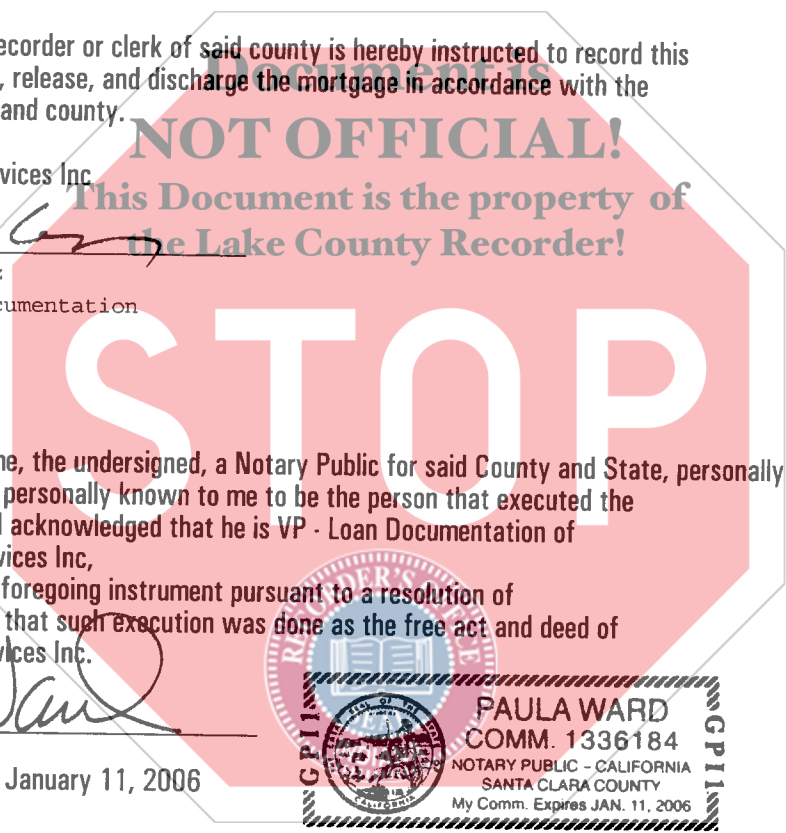 ecorder or clerk of said county is hereby instructed to record this
, release, and discharge the mortgage in accordance with the
and county.
Document is
NOT OFFICIAL!
This Document is the property of
the Lake County Recorder!
STOP
vices Inc
:
cumentation
ne, the undersigned, a Notary Public for said County and State, personally
personally known to me to be the person that executed the
l acknowledged that he is VP - Loan Documentation of
vices Inc,
foregoing instrument pursuant to a resolution of
that such execution was done as the free act and deed of
vices Inc.
RECORDER'S OFFICE
January 11, 2006
GPI1
PAULA WARD
COMM. 1336184
NOTARY PUBLIC - CALIFORNIA
SANTA CLARA COUNTY
My Comm. Expires JAN. 11, 2006
GPI1